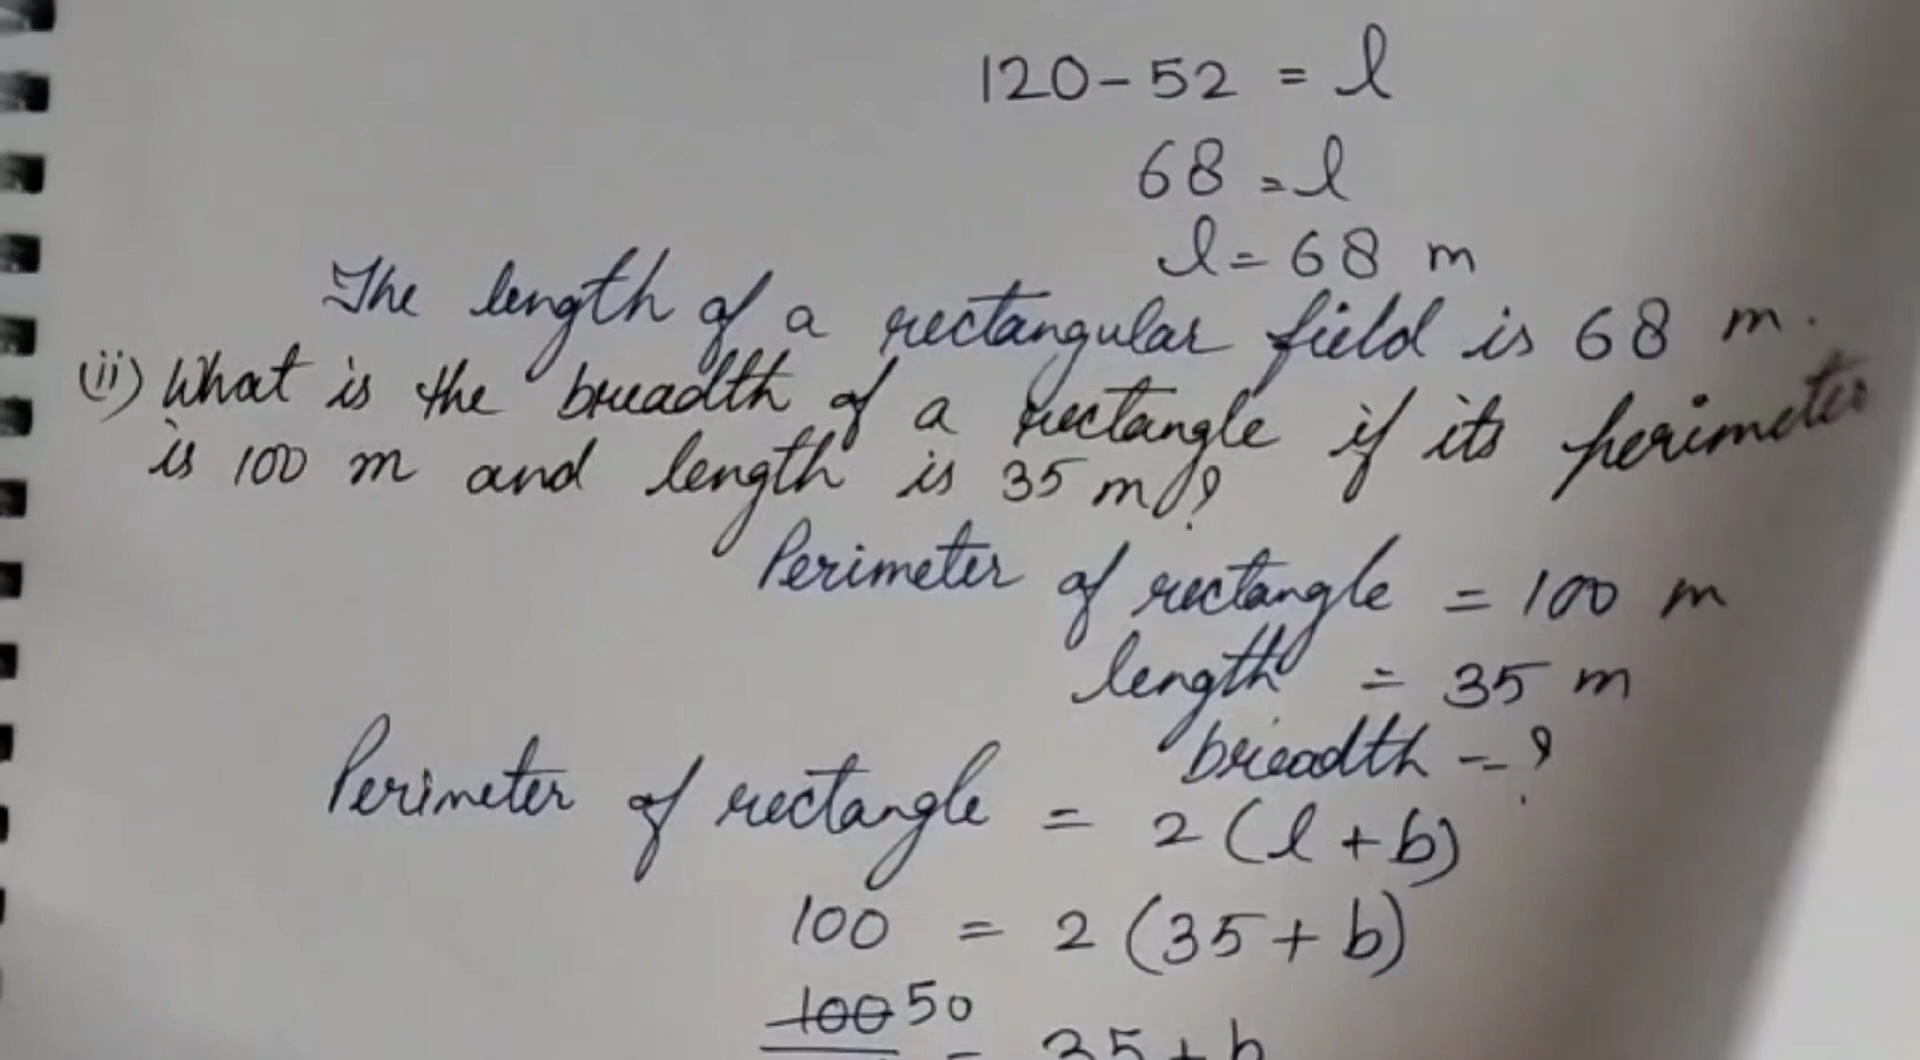 120 - 52 = l
68 = l
l = 68 m
The length of a rectangular field is 68 m.
(ii) What is the breadth of a rectangle if its perimeter
is 100 m and length is 35 m?
Perimeter of rectangle = 100 m
length = 35 m
breadth = ?
Perimeter of rectangle = 2 (l + b)
100 = 2 (35 + b)
100 50
= 35 + b